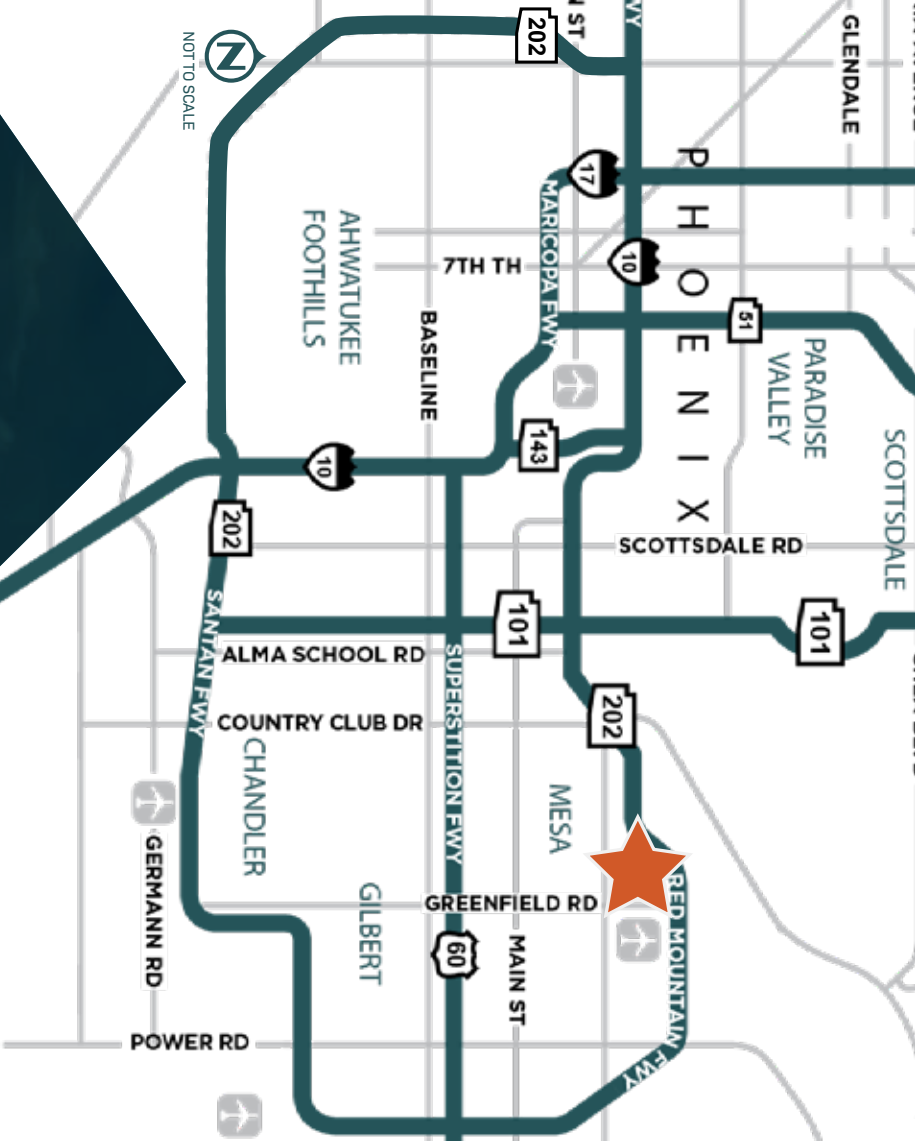 202
N
NOT TO SCALE
GLENDALE
17
MARICOPA FWY
PHOENIX
AHWATUKEE
FOOTHILLS
7TH TH
10
51
BASELINE
PARADISE
VALLEY
143
10
SCOTTSDALE
202
SCOTTSDALE RD
101
101
SANTAN FWY
ALMA SCHOOL RD
SUPERSTITION FWY
202
COUNTRY CLUB DR
CHANDLER
MESA
GERMANN RD
GILBERT
GREENFIELD RD
RED MOUNTAIN FWY
60
MAIN ST
POWER RD